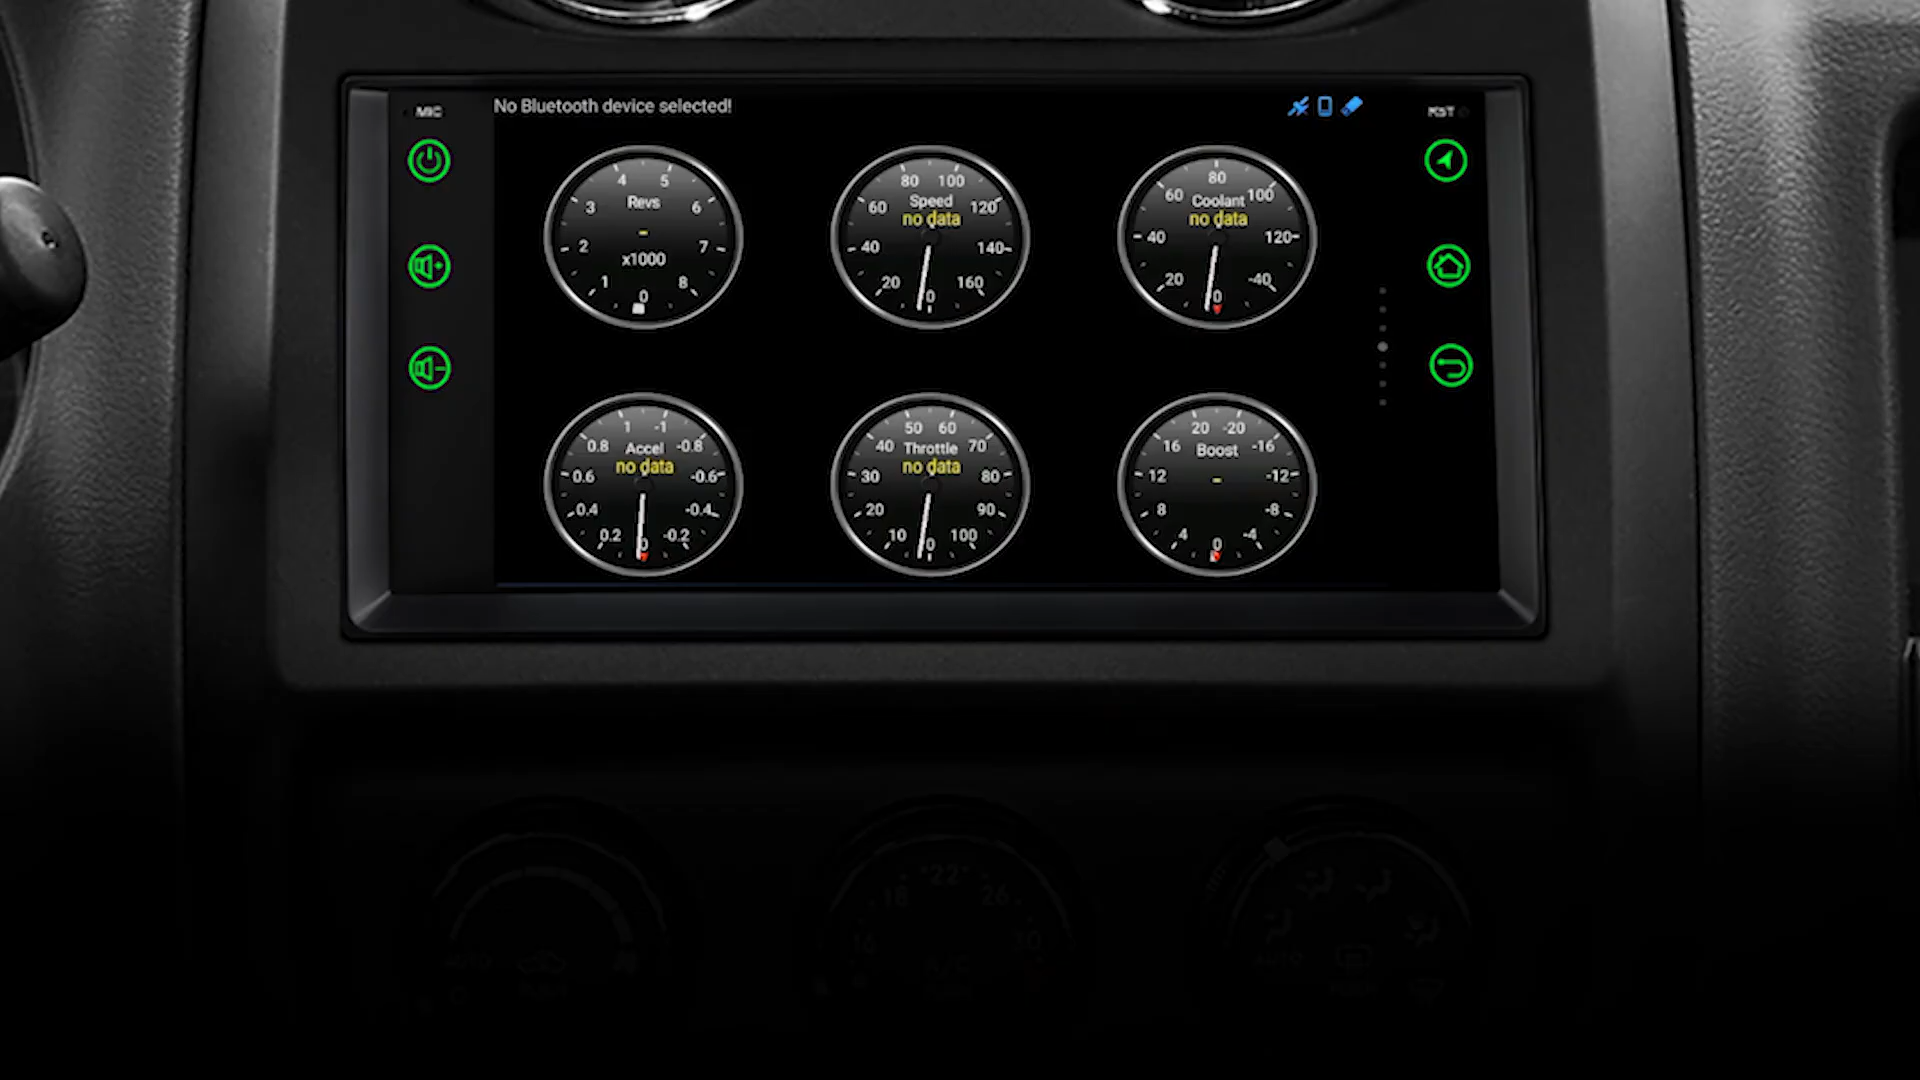 MIC
No Bluetooth device selected!
RST
4 5
3 Revs 6
-
2 7
x1000
1 8
0
80 100
60 Speed 120
no data
40 140
20 160
0
80
60 Coolant 100
no data
40 120
20 -40
0
1 -1
0.8 Accel -0.8
no data
0.6 -0.6
0.4 -0.4
0.2 -0.2
0
50 60
40 Throttle 70
no data
30 80
20 90
10 100
0
20 -20
16 Boost -16
-
12 -12
8 -8
4 -4
0
22
18 26
A/C
AUTO